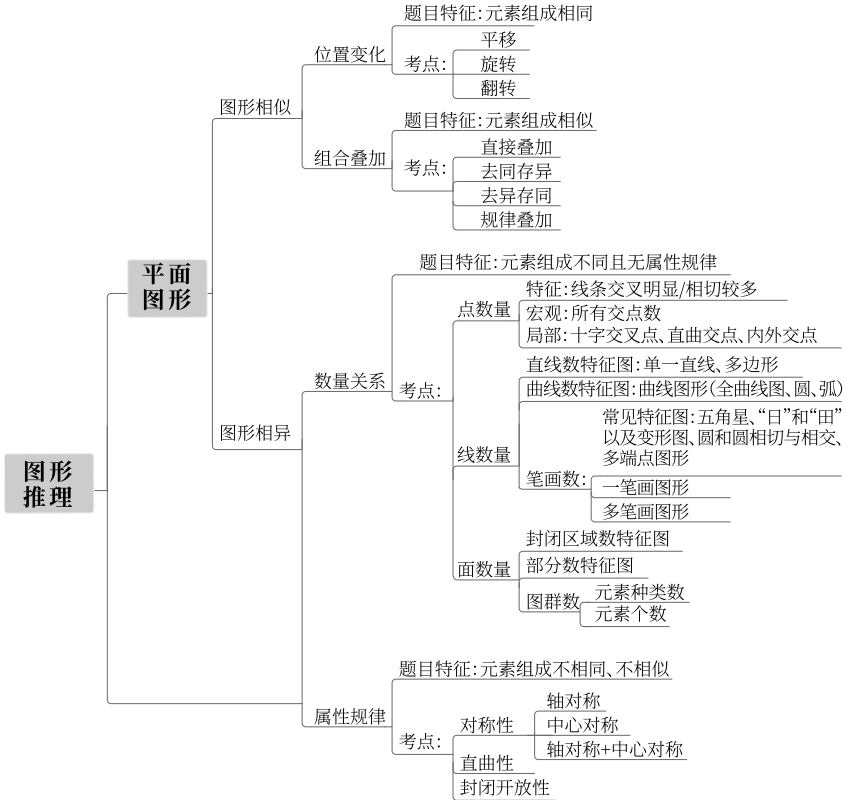 图形
推理
平面
图形
图形相似
位置变化
题目特征：元素组成相同
考点：
平移
旋转
翻转
组合叠加
题目特征：元素组成相似
考点：
直接叠加
去同存异
去异存同
规律叠加
图形相异
数量关系
题目特征：元素组成不同且无属性规律
考点：
点数量
特征：线条交叉明显/相切较多
宏观：所有交点数
局部：十字交叉点、直曲交点、内外交点
线数量
直线数特征图：单一直线、多边形
曲线数特征图：曲线图形（全曲线图、圆、弧）
笔画数：
常见特征图：五角星、“日”和“田”
以及变形图、圆和圆相切与相交、
多端点图形
一笔画图形
多笔画图形
面数量
封闭区域数特征图
部分数特征图
图群数
元素种类数
元素个数
属性规律
题目特征：元素组成不相同、不相似
考点：
对称性
轴对称
中心对称
轴对称+中心对称
直曲性
封闭开放性